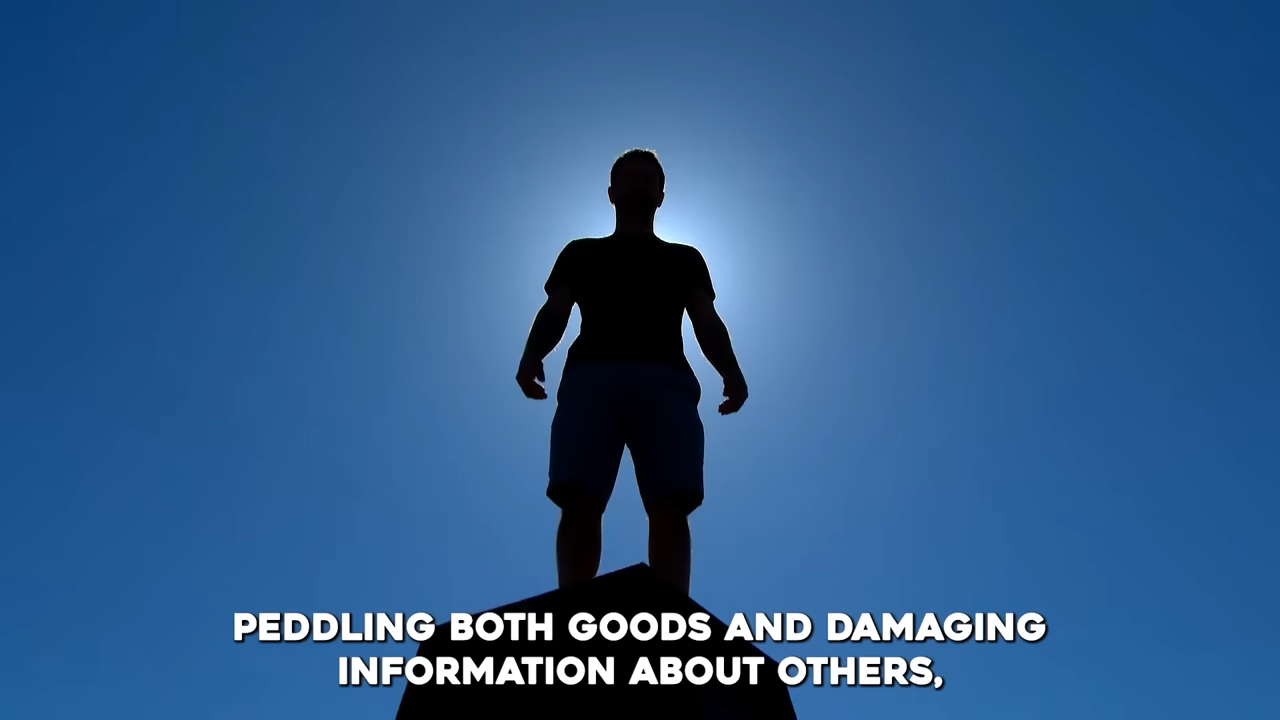 PEDDLING BOTH GOODS AND DAMAGING
INFORMATION ABOUT OTHERS,